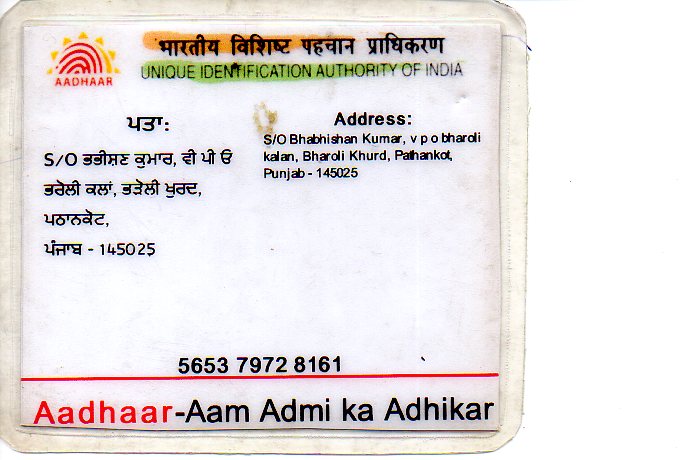 भारतीय विशिष्ट पहचान प्राधिकरण
UNIQUE IDENTIFICATION AUTHORITY OF INDIA
AADHAAR
ਪਤਾ:
S/O ਭਭੀਸ਼ਣ ਕੁਮਾਰ, ਵੀ ਪੀ ਓ
ਭਰੋਲੀ ਕਲਾਂ, ਭੜੋਲੀ ਖੁਰਦ,
ਪਠਾਨਕੋਟ,
ਪੰਜਾਬ - 145025
Address:
S/O Bhabhishan Kumar, v p o bharoli
kalan, Bharoli Khurd, Pathankot,
Punjab - 145025
5653 7972 8161
Aadhaar-Aam Admi ka Adhikar